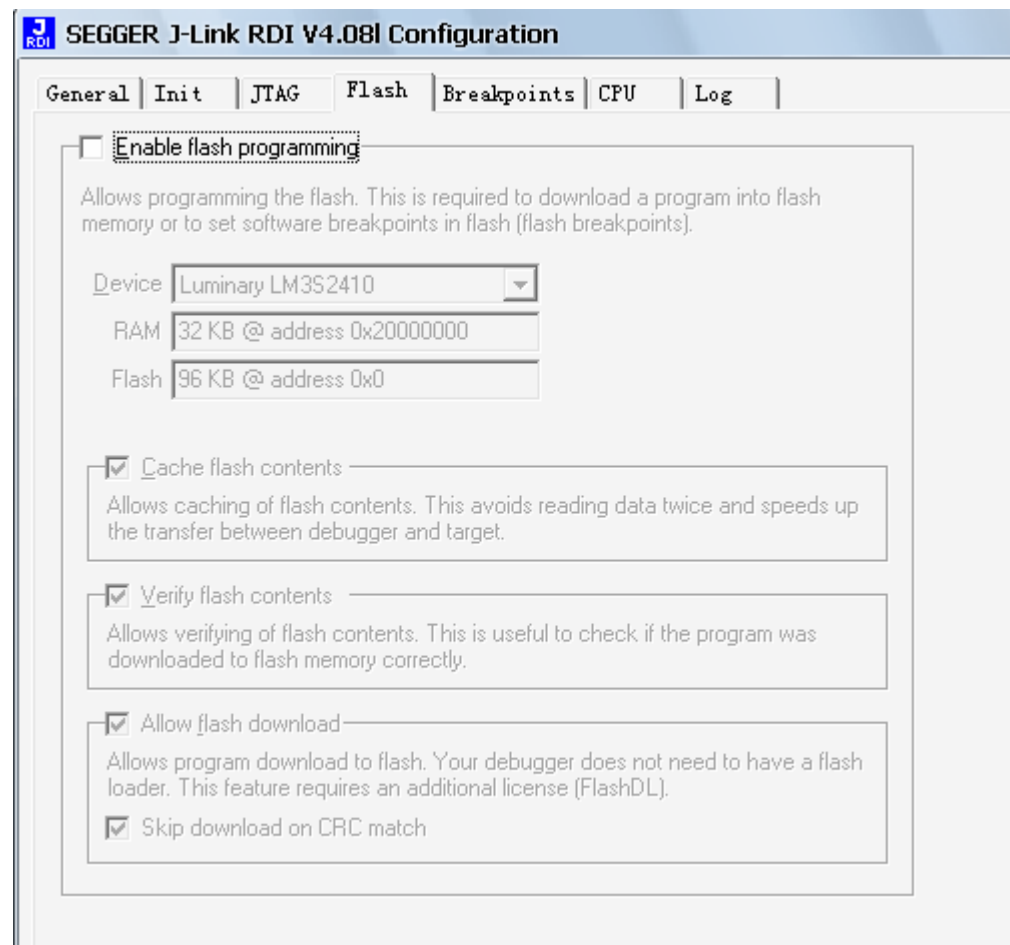 J RDI SEGGER J-Link RDI V4.08l Configuration
General Init JTAG Flash Breakpoints CPU Log
Enable flash programming
Allows programming the flash. This is required to download a program into flash
memory or to set software breakpoints in flash (flash breakpoints).
Device Luminary LM3S2410
RAM 32 KB @ address 0x20000000
Flash 96 KB @ address 0x0
Cache flash contents
Allows caching of flash contents. This avoids reading data twice and speeds up
the transfer between debugger and target.
Verify flash contents
Allows verifying of flash contents. This is useful to check if the program was
downloaded to flash memory correctly.
Allow flash download
Allows program download to flash. Your debugger does not need to have a flash
loader. This feature requires an additional license (FlashDL).
Skip download on CRC match